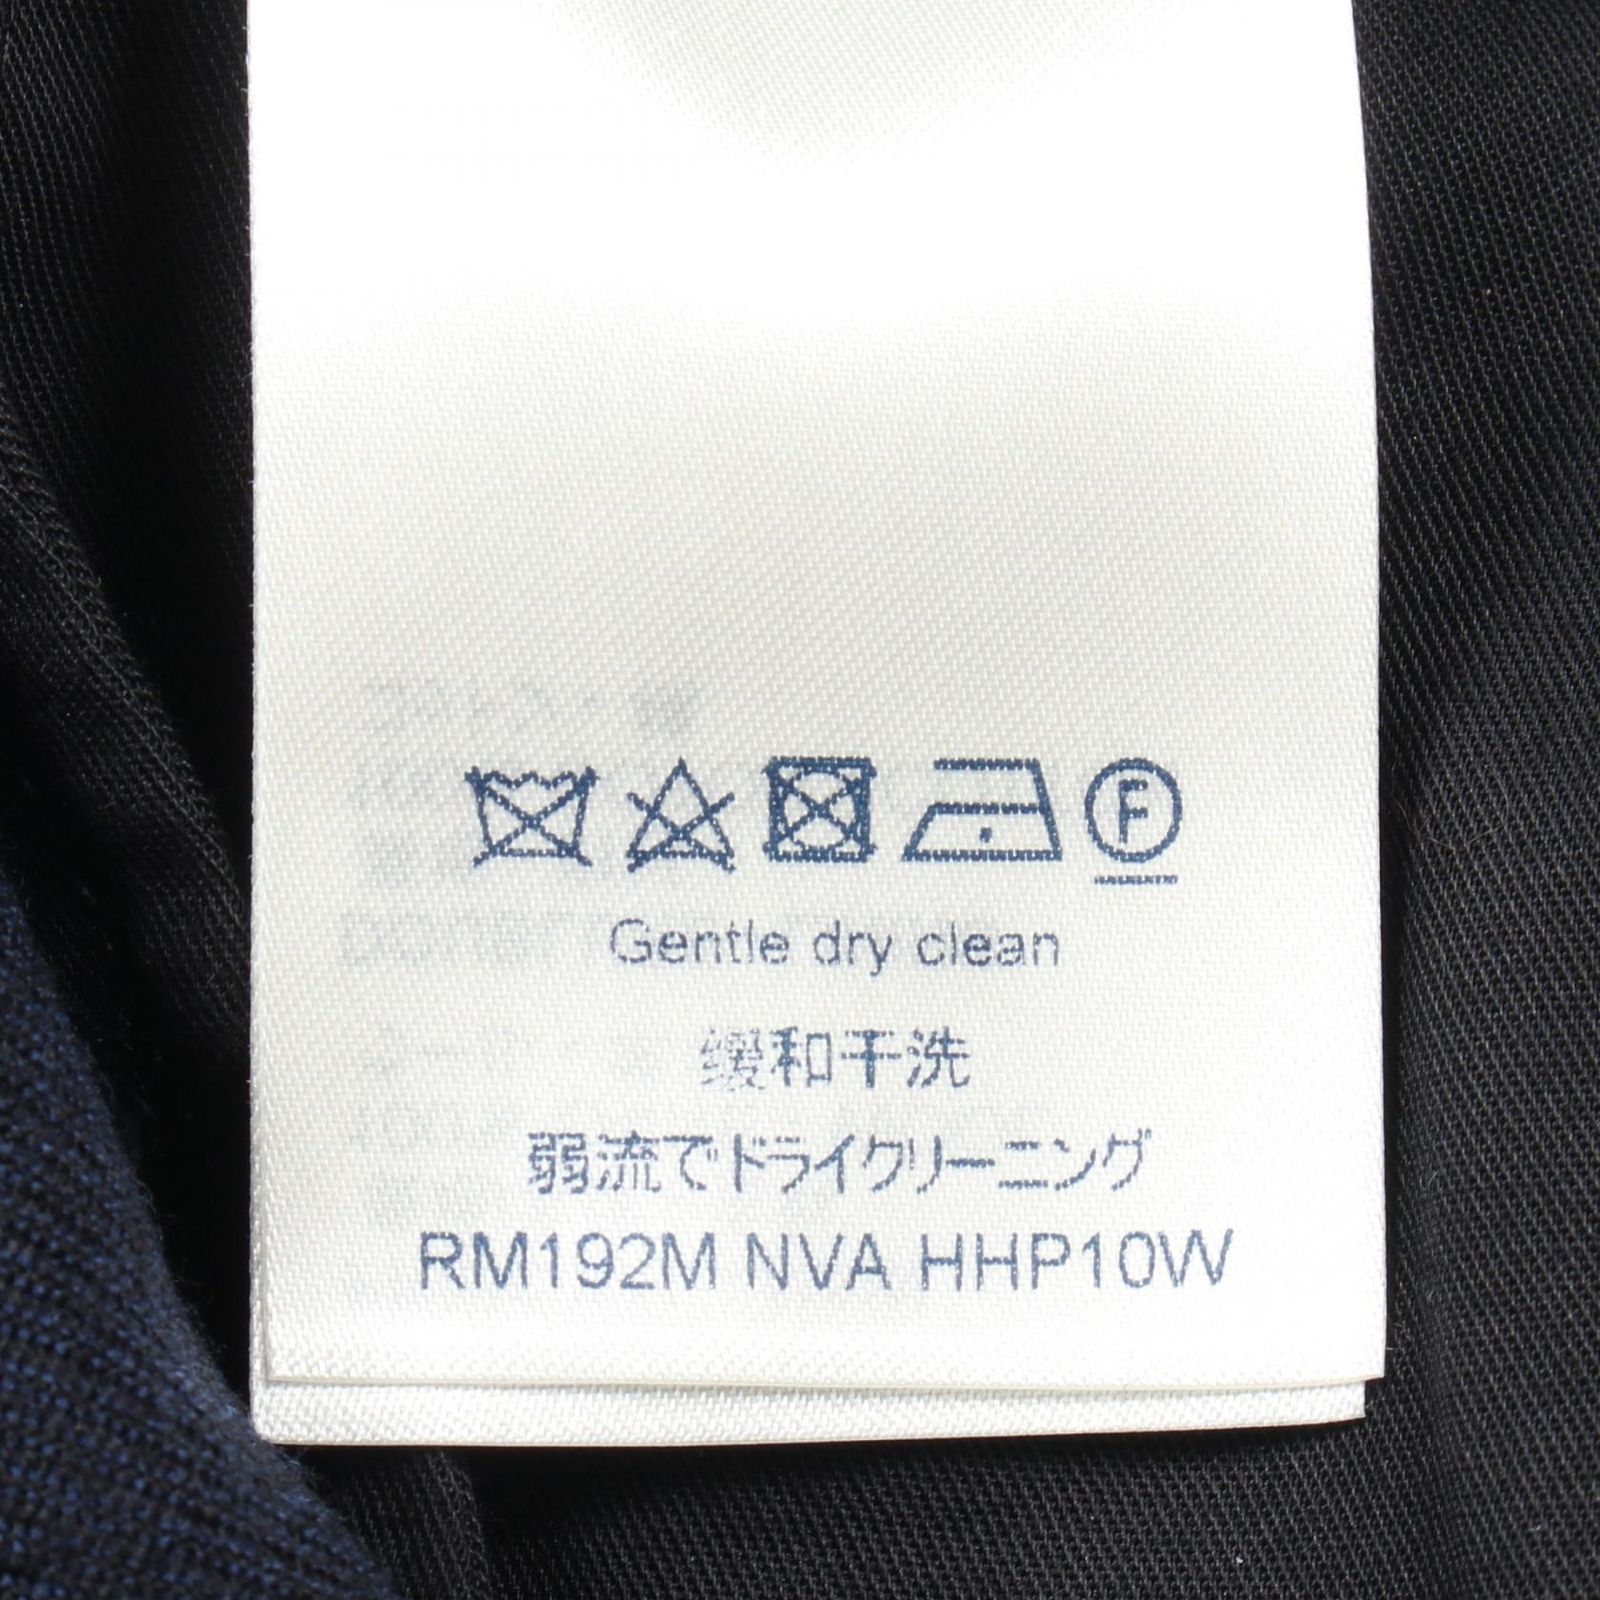 F
Gentle dry clean
缓和干洗
弱流でドライクリーニング
RM192M NVA HHP10W